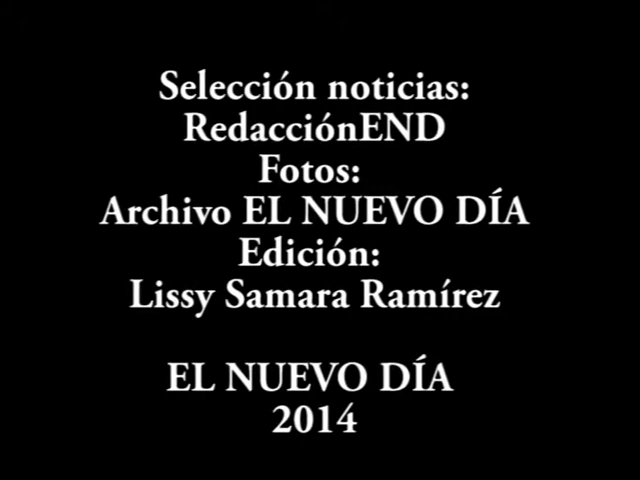 Selección noticias:
RedacciónEND
Fotos:
Archivo EL NUEVO DÍA
Edición:
Lissy Samara Ramírez
EL NUEVO DÍA
2014